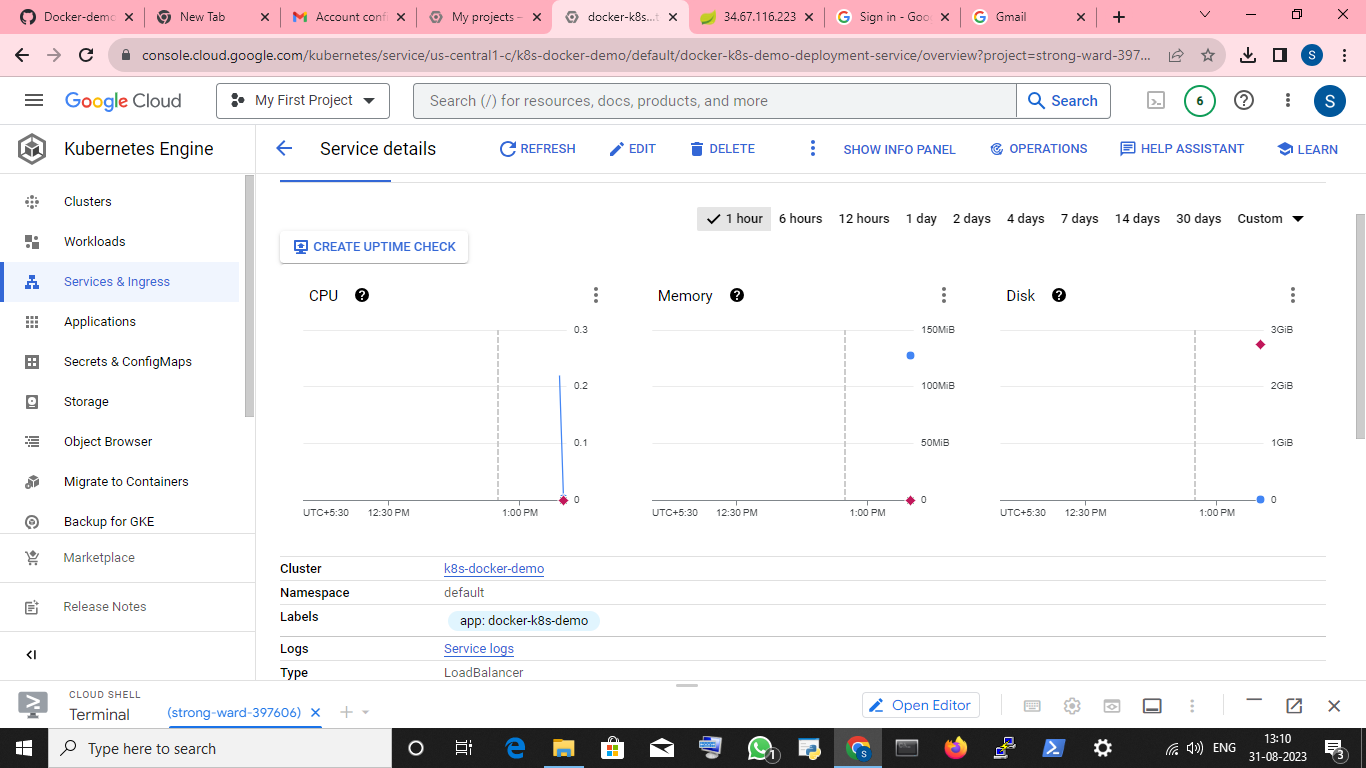 Docker-demo
New Tab
Account conf
My projects -
docker-k8s...t
34.67.116.223
Sign in - Goo
Gmail
console.cloud.google.com/kubernetes/service/us-central1-c/k8s-docker-demo/default/docker-k8s-demo-deployment-service/overview?project=strong-ward-397...
S
Google Cloud
My First Project
Search (/) for resources, docs, products, and more
Search
6
S
Kubernetes Engine
Service details
REFRESH
EDIT
DELETE
SHOW INFO PANEL
OPERATIONS
HELP ASSISTANT
LEARN
Clusters
Workloads
Services & Ingress
Applications
Secrets & ConfigMaps
Storage
Object Browser
Migrate to Containers
Backup for GKE
Marketplace
Release Notes
1 hour 6 hours 12 hours 1 day 2 days 4 days 7 days 14 days 30 days Custom
CREATE UPTIME CHECK
CPU
0.3
0.2
0.1
0
UTC+5:30 12:30 PM 1:00 PM
Memory
150MiB
100MiB
50MiB
0
UTC+5:30 12:30 PM 1:00 PM
Disk
3GiB
2GiB
1GiB
0
UTC+5:30 12:30 PM 1:00 PM
Cluster k8s-docker-demo
Namespace default
Labels app: docker-k8s-demo
Logs Service logs
Type LoadBalancer
CLOUD SHELL
Terminal
(strong-ward-397606)
Open Editor
Type here to search
1
S
ENG
13:10
31-08-2023
3